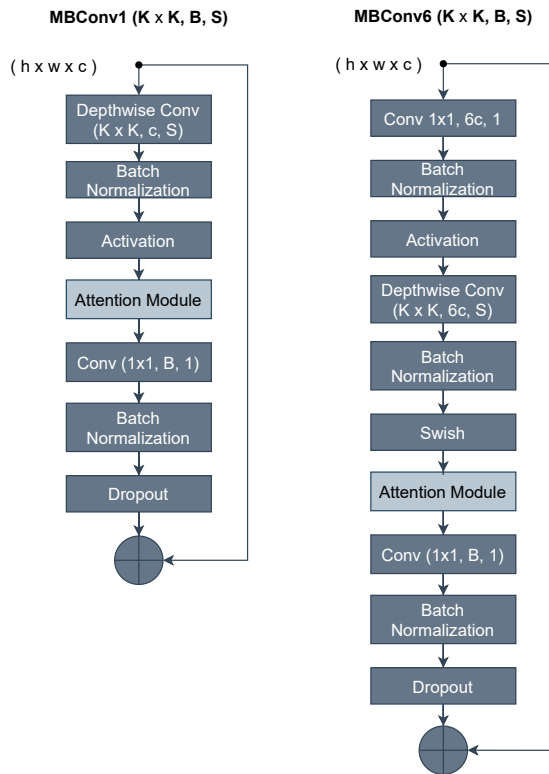 MBConv1 (K x K, B, S)
( h x w x c )
Depthwise Conv
(K x K, c, S)
Batch
Normalization
Activation
Attention Module
Conv (1x1, B, 1)
Batch
Normalization
Dropout
MBConv6 (K x K, B, S)
( h x w x c )
Conv 1x1, 6c, 1
Batch
Normalization
Activation
Depthwise Conv
(K x K, 6c, S)
Batch
Normalization
Swish
Attention Module
Conv (1x1, B, 1)
Batch
Normalization
Dropout